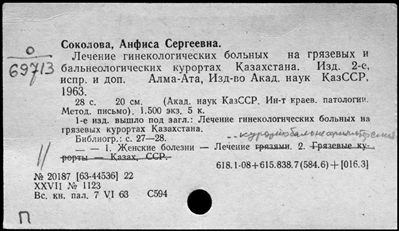 О
69713
Соколова, Анфиса Сергеевна.
Лечение гинекологических больных на грязевых и
бальнеологических курортах Казахстана. Изд. 2-е,
испр. и доп. Алма-Ата, Изд-во Акад. наук КазССР,
1963.
28 с. 20 см. (Акад. наук КазССР. Ин-т краев. патологии.
Метод. письмо). 1.500 экз. 5 к.
1-е изд. вышло под загл.: Лечение гинекологических больных на
грязевых курортах Казахстана.
Библиогр.: с. 27—28.
— — 1. Женские болезни — Лечение грязями. 2. Грязевые ку-
рорты — Казах. ССР.
618.1-08+615.838.7(584.6)+[016.3]
№ 20187 [63-44536] 22
XXVII № 1123
Вс. кн. пал. 7 VI 63 С594
П